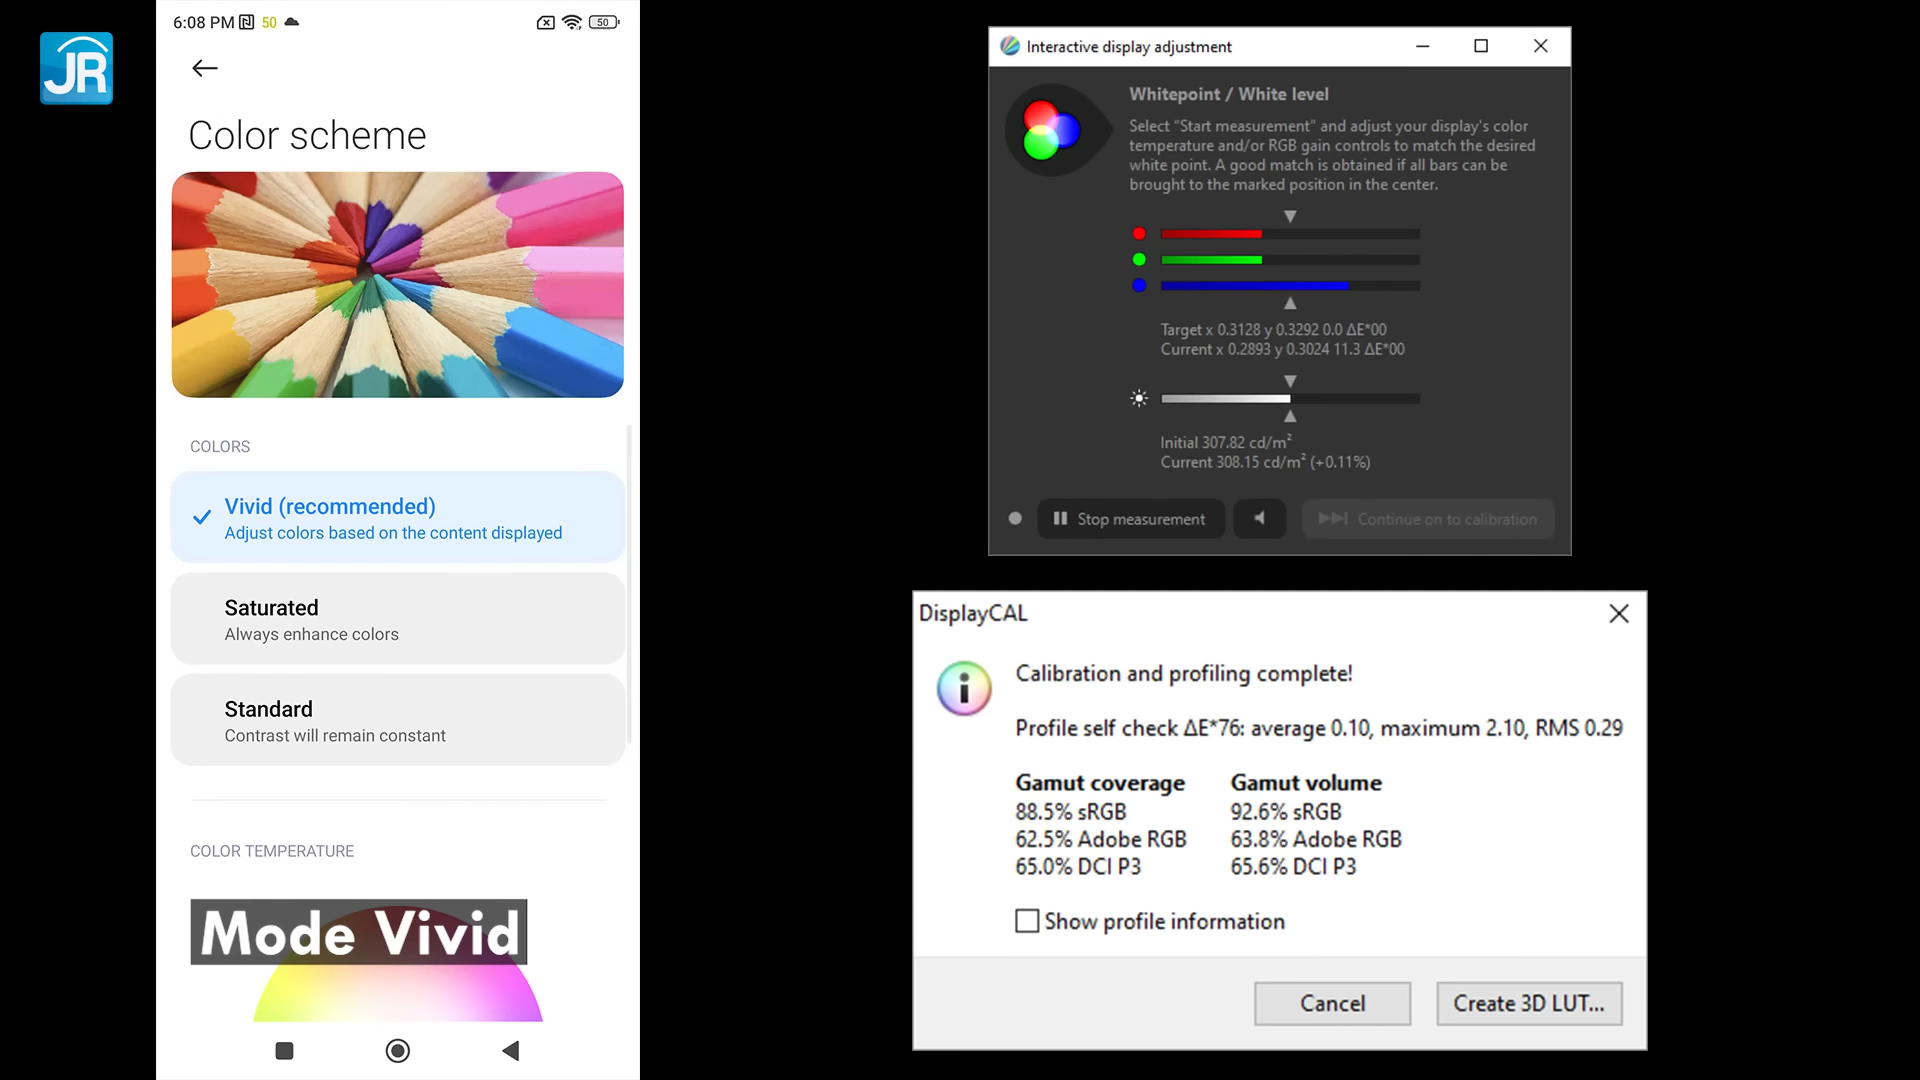 JR
6:08 PM 50
50
Color scheme
COLORS
Vivid (recommended)
Adjust colors based on the content displayed
Saturated
Always enhance colors
Standard
Contrast will remain constant
COLOR TEMPERATURE
Mode Vivid
Interactive display adjustment
Whitepoint / White level
Select "Start measurement" and adjust your display's color
temperature and/or RGB gain controls to match the desired
white point. A good match is obtained if all bars can be
brought to the marked position in the center.
Target x 0.3128 y 0.3292 0.0 ΔE*00
Current x 0.2893 y 0.3024 11.3 ΔE*00
Initial 307.82 cd/m²
Current 308.15 cd/m² (+0.11%)
Stop measurement
Continue on to calibration
DisplayCAL
Calibration and profiling complete!
Profile self check ΔE*76: average 0.10, maximum 2.10, RMS 0.29
Gamut coverage Gamut volume
88.5% sRGB 92.6% sRGB
62.5% Adobe RGB 63.8% Adobe RGB
65.0% DCI P3 65.6% DCI P3
Show profile information
Cancel Create 3D LUT...